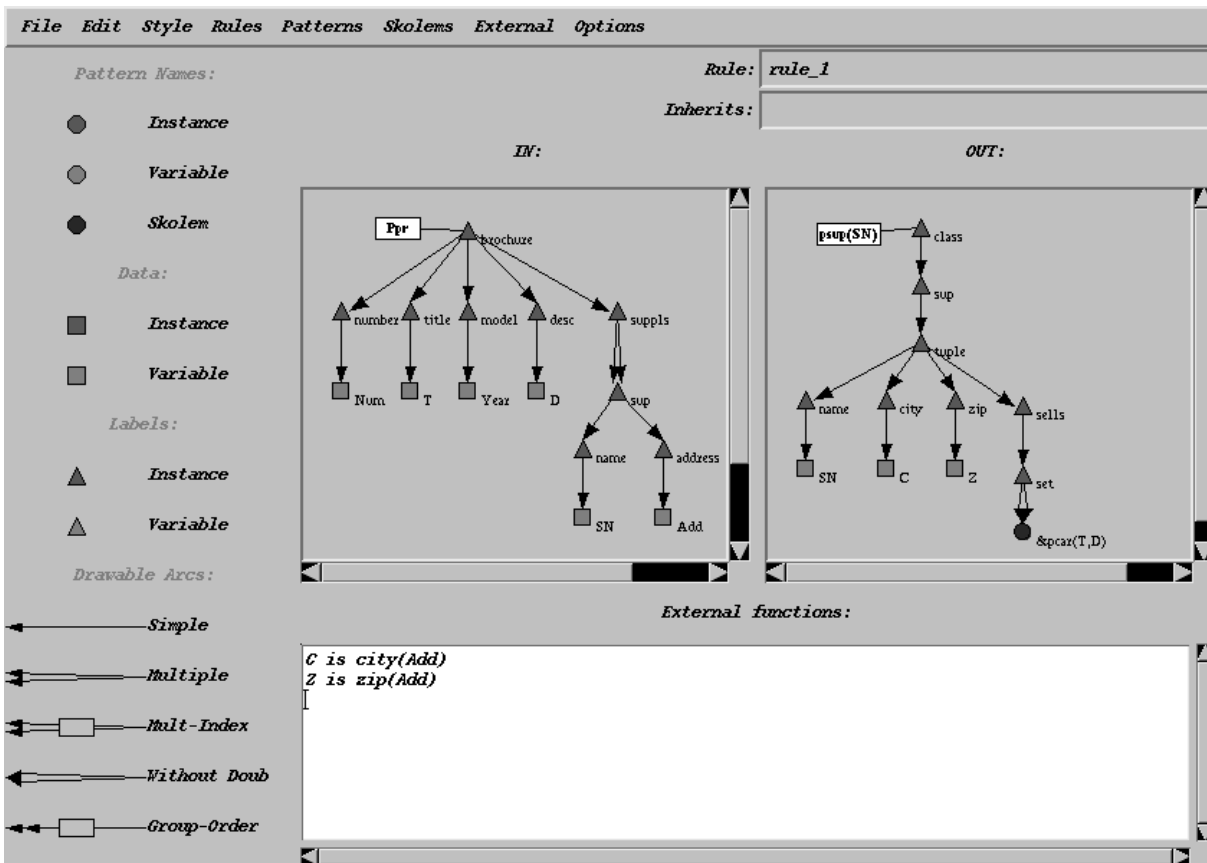 File Edit Style Rules Patterns Skolems External Options
Pattern Names:
Instance
Variable
Skolem
Data:
Instance
Variable
Labels:
Instance
Variable
Drawable Arcs:
Simple
Multiple
Mult-Index
Without Doub
Group-Order
Rule: rule_1
Inherits:
IN:
Ppr
brochure
number title model desc suppls
Num T Year D sup
name address
SN Add
OUT:
psup(SN) class
sup
tuple
name city zip sells
SN C Z set
&pcar(T,D)
External functions:
C is city(Add)
Z is zip(Add)